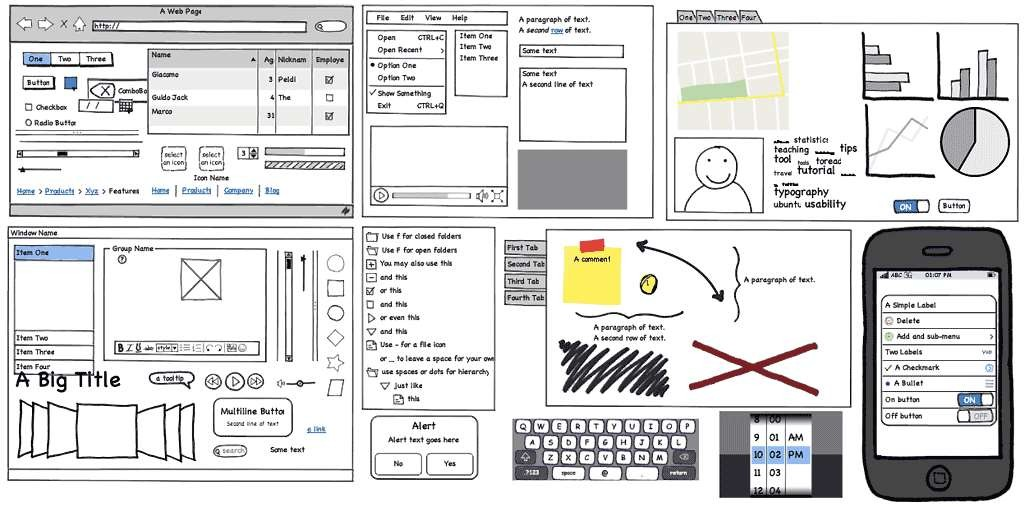 A Web Page
http://
One Two Three
Button
ComboBo
Checkbox
/ /
Radio Button
Name Ag Nicknam Employe
Giacomo 3 Peldi
Guido Jack 4 The
Marco 31
select an icon
select an icon
Icon Name
3
Home > Products > Xyz > Features
Home Products Company Blog
File Edit View Help
Open CTRL+C
Open Recent >
Option One
Option Two
Show Something
Exit CTRL+Q
Item One
Item Two
Item Three
A paragraph of text.
A second row of text.
Some text
Some text
A second line of text
One Two Three Four
statistics
teaching tips
tool tools toread
travel tutorial
typography
ubuntu usability
ON
Button
Window Name
Item One
Item Two
Item Three
Item Four
Group Name
?
B I U abc style
A Big Title
a tooltip
Multiline Button
Second line of text
a link
search
Some text
Use f for closed folders
Use F for open folders
You may also use this
and this
or this
and this
or even this
and this
Use - for a file icon
or _ to leave a space for your own
use spaces or dots for hierarchy
just like
this
Alert
Alert text goes here
No Yes
First Tab
Second Tab
Third Tab
Fourth Tab
A comment
1
A paragraph of text.
A paragraph of text.
A second row of text.
Q W E R T Y U I O P
A S D F G H J K L
Z X C V B N M
.?123 space @ . return
8 00
9 01 AM
10 02 PM
11 03
12 04
ABC 3G 01:07 PM
A Simple Label
Delete
Add and sub-menu >
Two Labels
A Checkmark
A Bullet
On button ON
Off button OFF